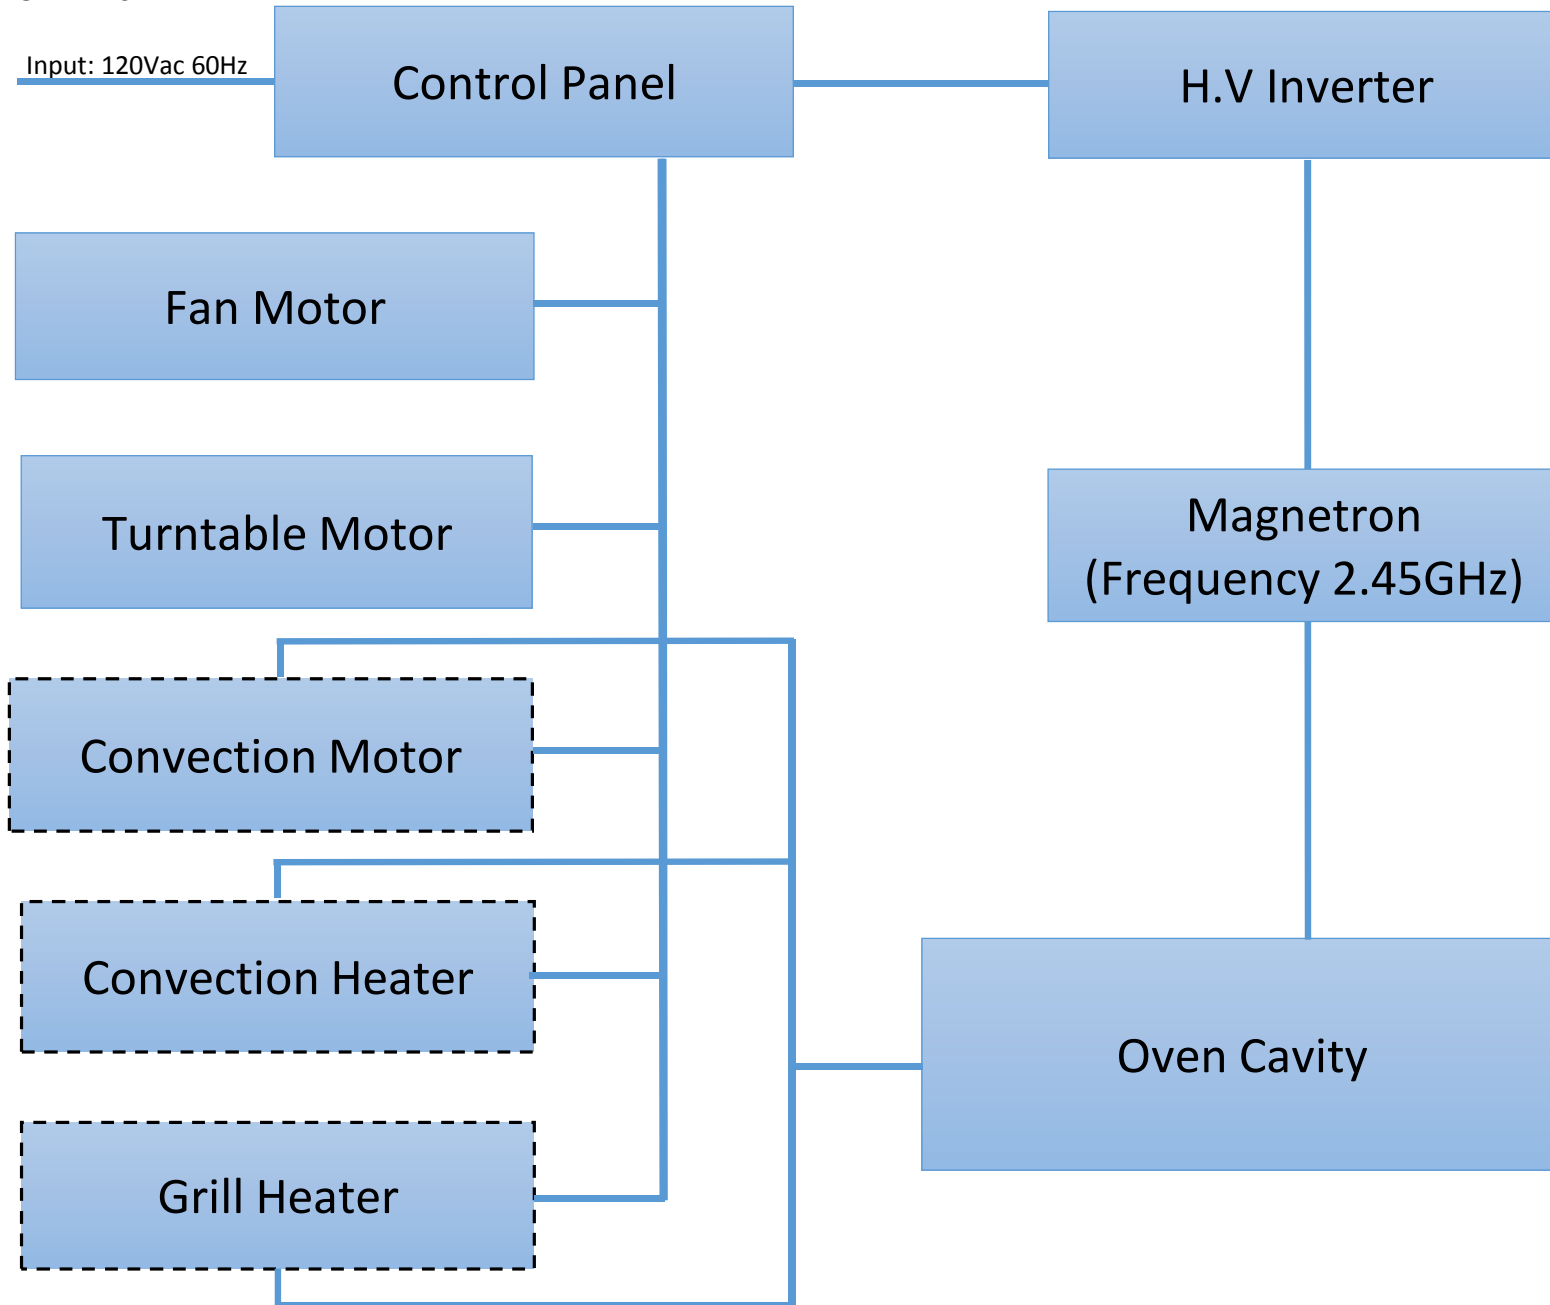 Input: 120Vac 60Hz
Control Panel
H.V Inverter
Fan Motor
Turntable Motor
Magnetron
(Frequency 2.45GHz)
Convection Motor
Convection Heater
Oven Cavity
Grill Heater